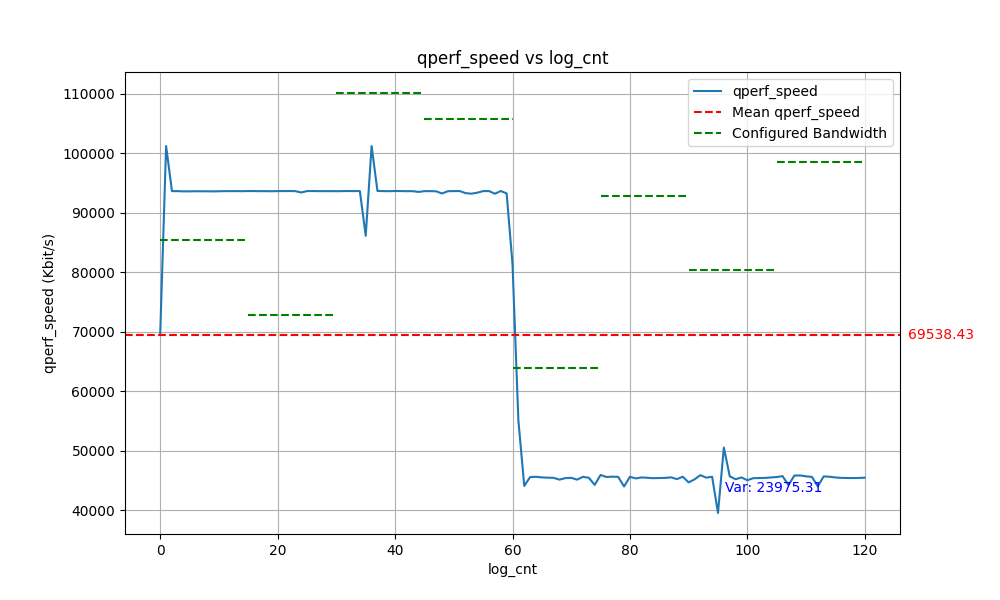 qperf_speed vs log_cnt
qperf_speed
Mean qperf_speed
Configured Bandwidth
qperf_speed (Kbit/s)
110000
100000
90000
80000
70000
60000
50000
40000
69538.43
Var: 23975.31
0 20 40 60 80 100 120
log_cnt